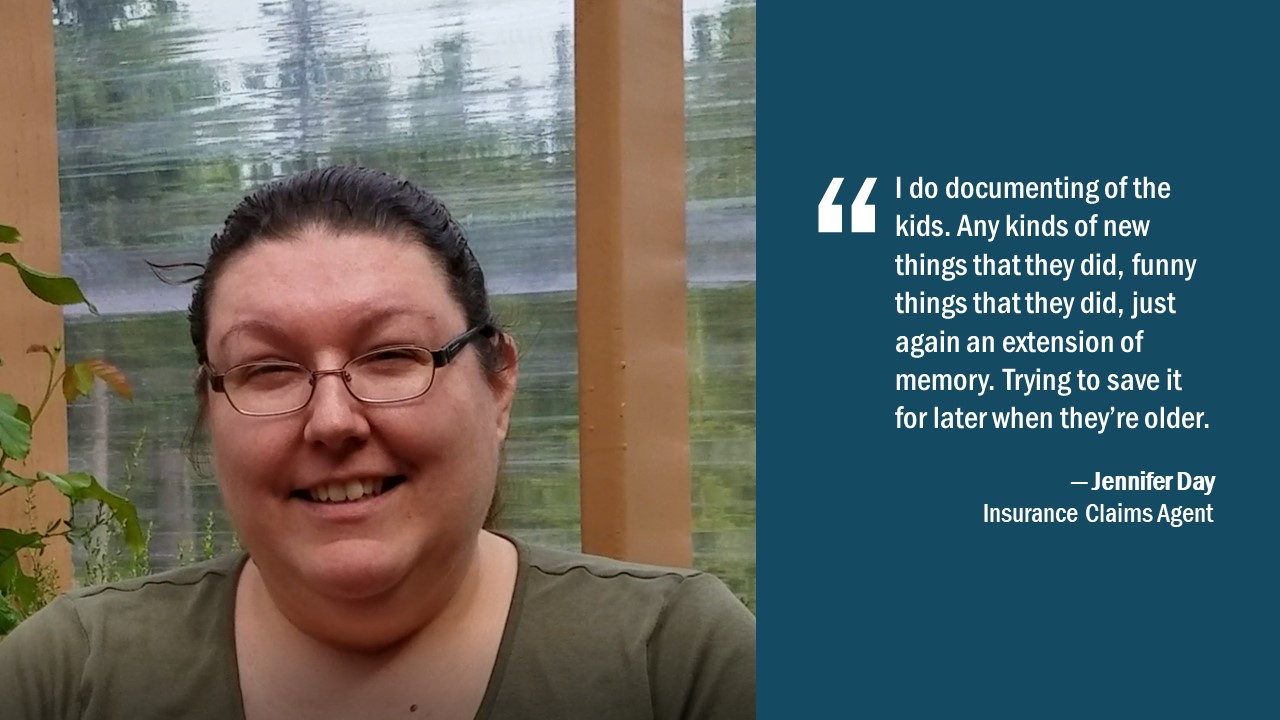 “I do documenting of the
kids. Any kinds of new
things that they did, funny
things that they did, just
again an extension of
memory. Trying to save it
for later when they’re older.
— Jennifer Day
Insurance Claims Agent